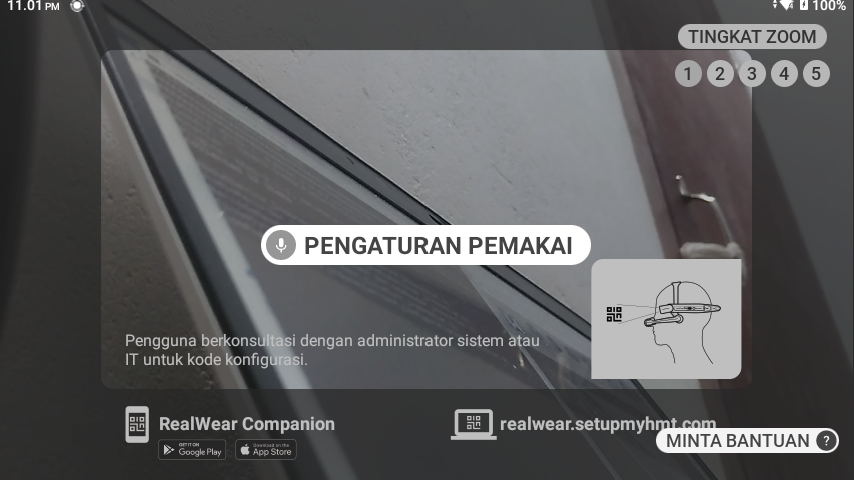 11.01 PM
100%
TINGKAT ZOOM
1 2 3 4 5
PENGATURAN PEMAKAI
Pengguna berkonsultasi dengan administrator sistem atau
IT untuk kode konfigurasi.
RealWear Companion
GET IT ON
Google Play
Download on the
App Store
realwear.setupmyhmt.com
MINTA BANTUAN ?